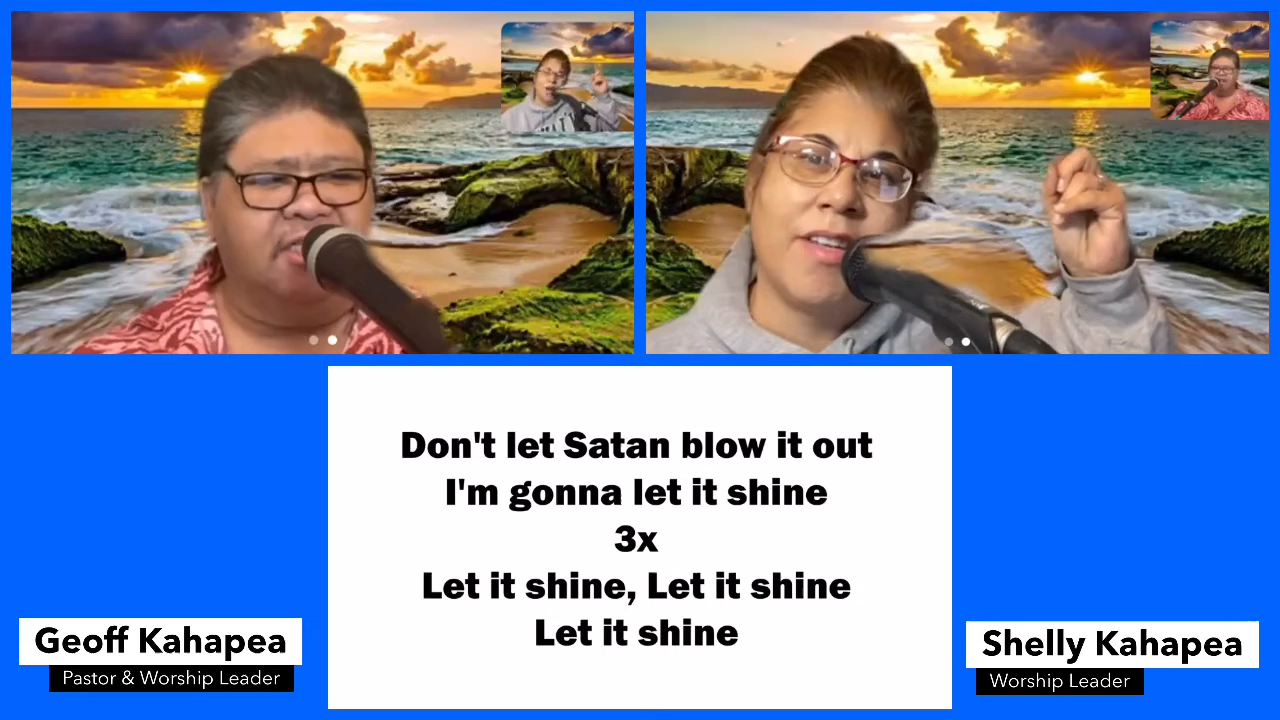 Don't let Satan blow it out
I'm gonna let it shine
3x
Let it shine, Let it shine
Let it shine
Geoff Kahapea
Pastor & Worship Leader
Shelly Kahapea
Worship Leader